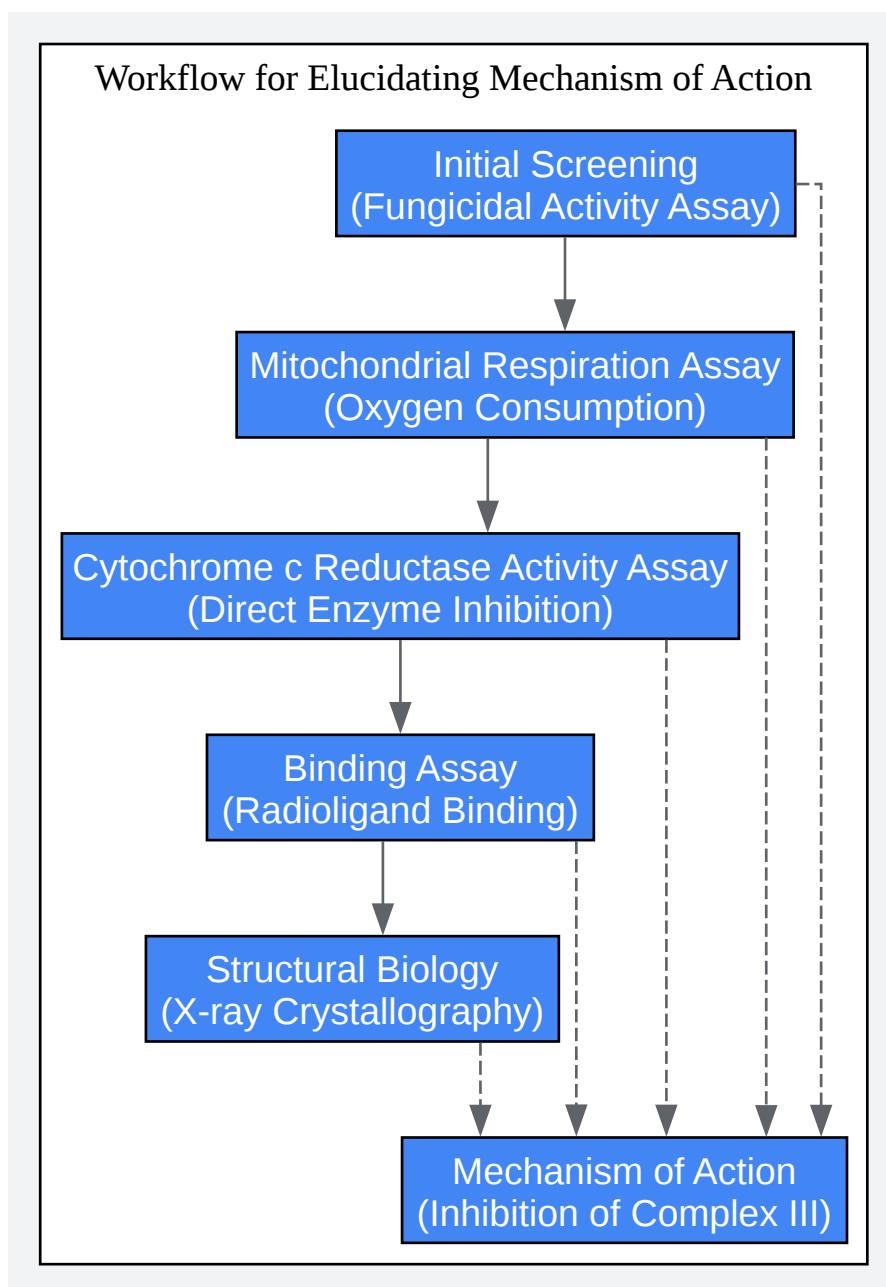 Workflow for Elucidating Mechanism of Action
Initial Screening
(Fungicidal Activity Assay)
Mitochondrial Respiration Assay
(Oxygen Consumption)
Cytochrome c Reductase Activity Assay
(Direct Enzyme Inhibition)
Binding Assay
(Radioligand Binding)
Structural Biology
(X-ray Crystallography)
Mechanism of Action
(Inhibition of Complex III)